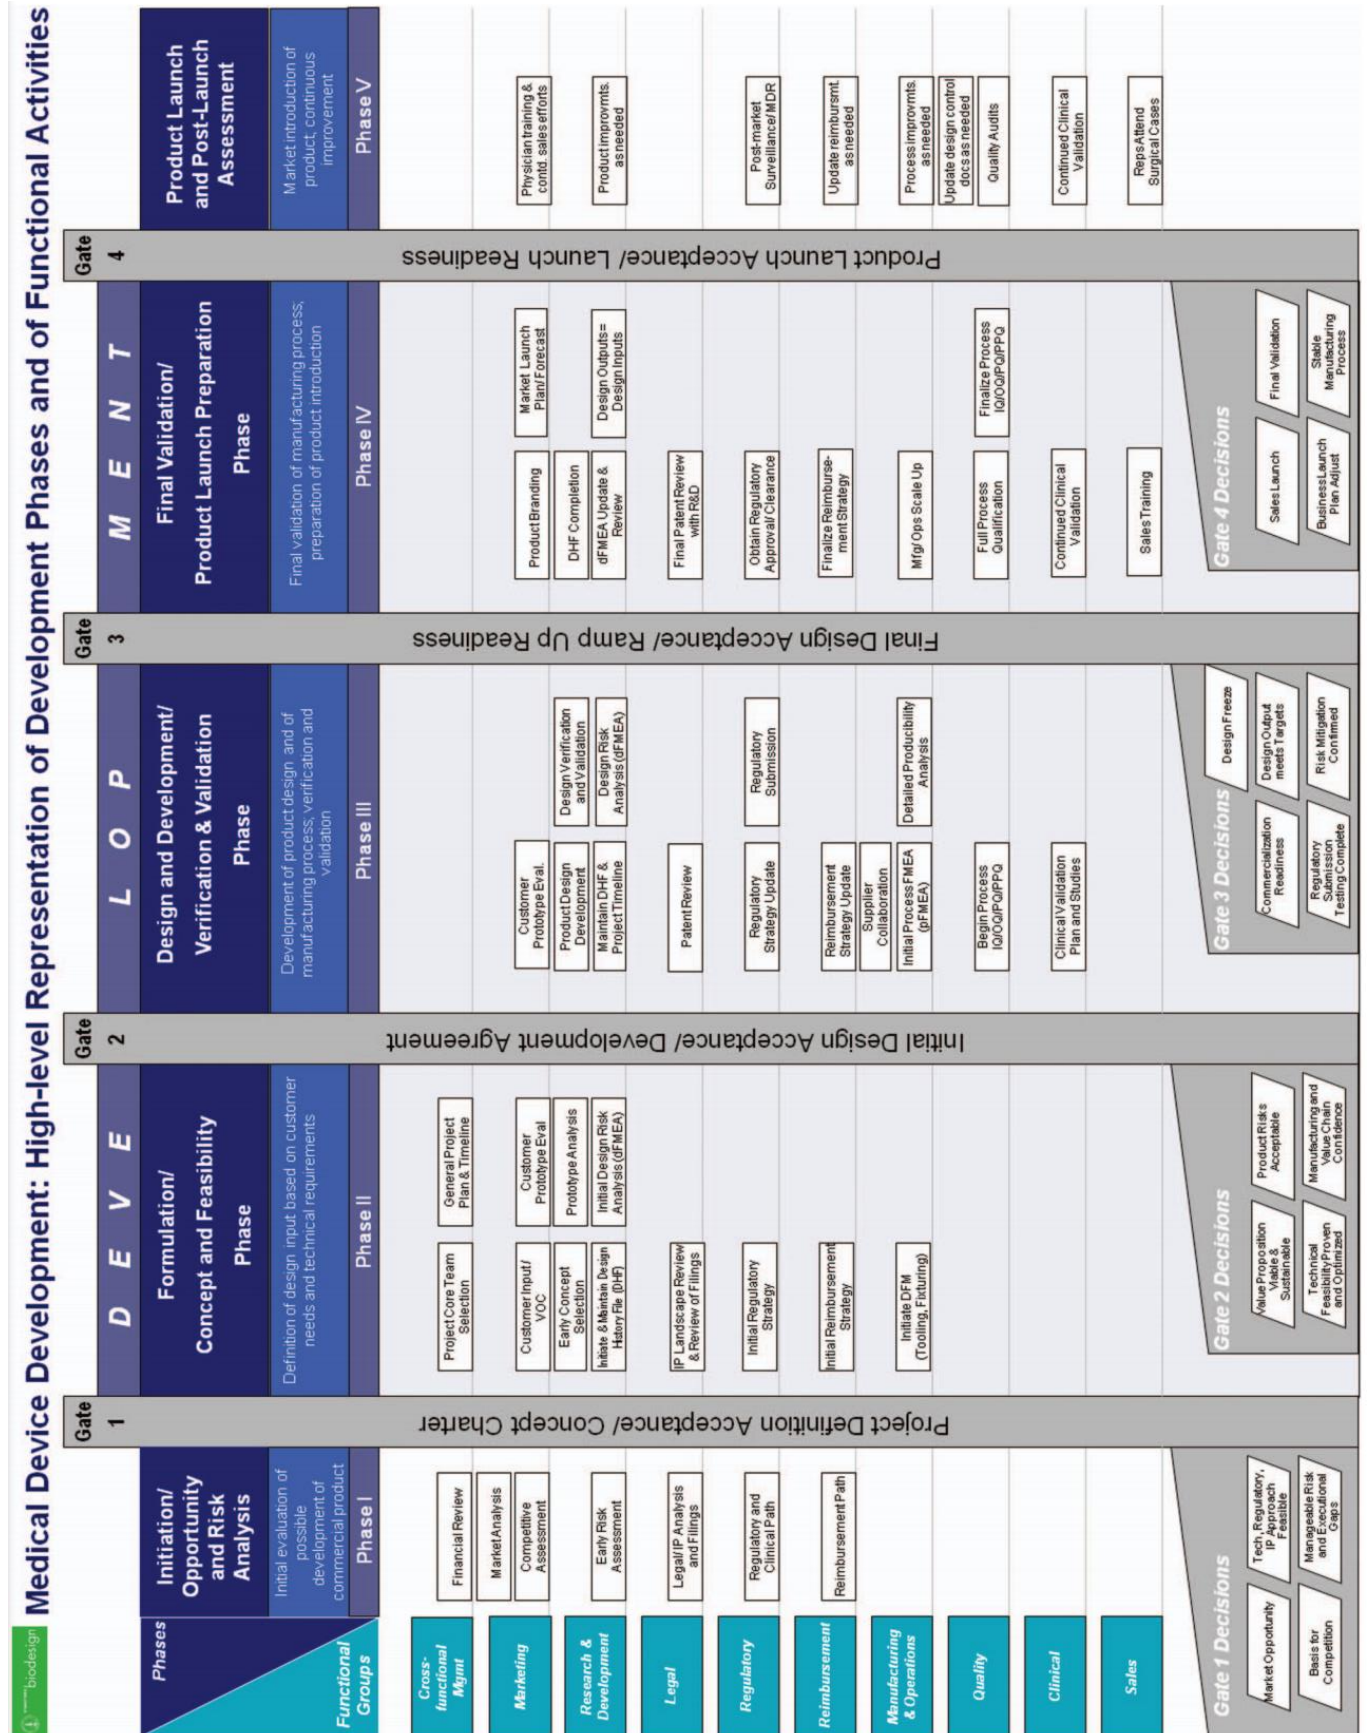 biodesign
Medical Device Development: High-level Representation of Development Phases and of Functional Activities
Gate
1
Gate
2
Gate
3
Gate
4
D E V E L O P M E N T
Phases
Functional
Groups
Initiation/
Opportunity
and Risk
Analysis
Initial evaluation of
possible
development of
commercial product
Phase I
Formulation/
Concept and Feasibility
Phase
Definition of design input based on customer
needs and technical requirements
Phase II
Design and Development/
Verification & Validation
Phase
Development of product design and of
manufacturing process; verification and
validation
Phase III
Final Validation/
Product Launch Preparation
Phase
Final validation of manufacturing process;
preparation of product introduction
Phase IV
Product Launch
and Post-Launch
Assessment
Market introduction of
product, continuous
improvement
Phase V
Project Definition Acceptance/ Concept Charter
Initial Design Acceptance/ Development Agreement
Final Design Acceptance/ Ramp Up Readiness
Product Launch Acceptance/ Launch Readiness
Cross-
functional
Mgmt
Financial Review
Project Core Team
Selection
General Project
Plan & Timeline
Marketing
Market Analysis
Competitive
Assessment
Customer Input/
VOC
Customer
Prototype Eval
Customer
Prototype Eval.
Product Branding
Market Launch
Plan/Forecast
Physician training &
contd. sales efforts
Research &
Development
Early Risk
Assessment
Early Concept
Selection
Prototype Analysis
Initiate & Maintain Design
History File (DHF)
Initial Design Risk
Analysis (dFMEA)
Product Design
Development
Design Verification
and Validation
Maintain DHF &
Project Timeline
Design Risk
Analysis (dFMEA)
DHF Completion
dFMEA Update &
Review
Design Outputs=
Design Inputs
Product improvmts.
as needed
Legal
Legal/ IP Analysis
and Filings
IP Landscape Review
& Review of Filings
Patent Review
Final Patent Review
with R&D
Regulatory
Regulatory and
Clinical Path
Initial Regulatory
Strategy
Regulatory
Strategy Update
Regulatory
Submission
Obtain Regulatory
Approval/ Clearance
Post-market
Surveillance/ MDR
Reimbursement
Reimbursement Path
Initial Reimbursement
Strategy
Reimbursement
Strategy Update
Finalize Reimburse-
ment Strategy
Update reimbursmt.
as needed
Manufacturing
& Operations
Initiate DFM
(Tooling, Fixturing)
Supplier
Collaboration
Initial Process FMEA
(pFMEA)
Detailed Producibility
Analysis
Mfg/ Ops Scale Up
Process improvmts.
as needed
Quality
Begin Process
IQ/OQ/PQ/PPQ
Full Process
Qualification
Finalize Process
IQ/OQ/PQ/PPQ
Update design control
docs as needed
Quality Audits
Clinical
Clinical Validation
Plan and Studies
Continued Clinical
Validation
Continued Clinical
Validation
Sales
Sales Training
Reps Attend
Surgical Cases
Gate 1 Decisions
Market Opportunity
Tech, Regulatory,
IP Approach
Feasible
Basis for
Competition
Manageable Risk
and Executional
Gaps
Gate 2 Decisions
Value Proposition
Viable &
Sustainable
Product Risks
Acceptable
Technical
Feasibility Proven
and Optimized
Manufacturing and
Value Chain
Confidence
Gate 3 Decisions
Design Freeze
Commercialization
Readiness
Design Output
meets Targets
Regulatory
Submission
Testing Complete
Risk Mitigation
Confirmed
Gate 4 Decisions
Sales Launch
Final Validation
Business Launch
Plan Adjust
Stable
Manufacturing
Process